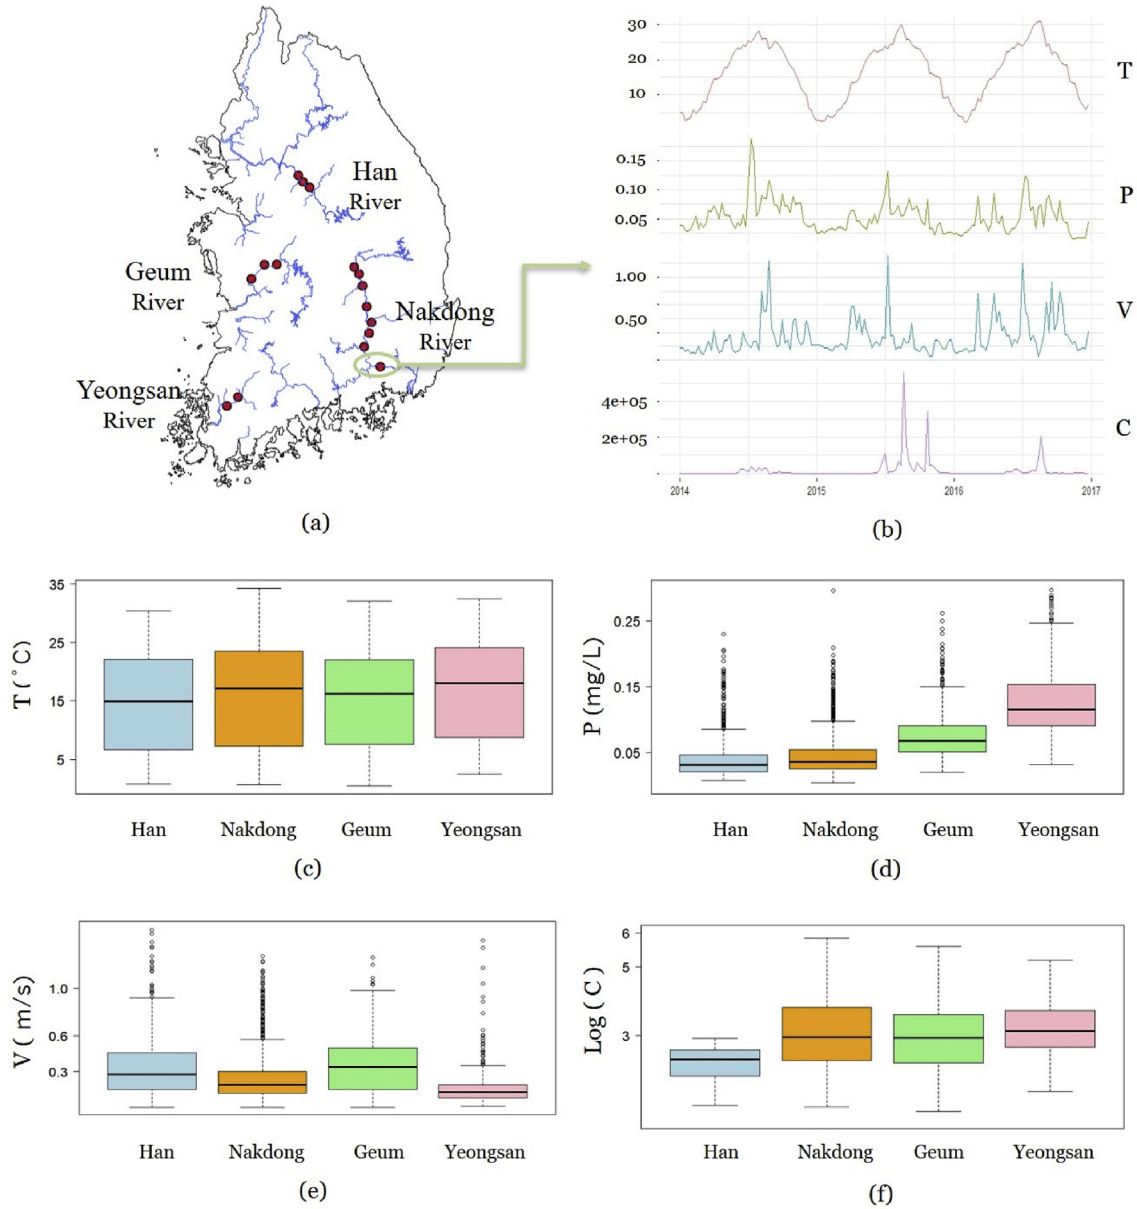 Han
River
Geum
River
Nakdong
River
Yeongsan
River
(a)
30
20
10
T
0.15
0.10
0.05
P
1.00
0.50
V
4e+05
2e+05
C
2014 2015 2016 2017
(b)
35
25
15
5
T (°C)
Han Nakdong Geum Yeongsan
(c)
0.25
0.15
0.05
P (mg/L)
Han Nakdong Geum Yeongsan
(d)
1.0
0.6
0.3
V (m/s)
Han Nakdong Geum Yeongsan
(e)
6
5
3
Log (C)
Han Nakdong Geum Yeongsan
(f)